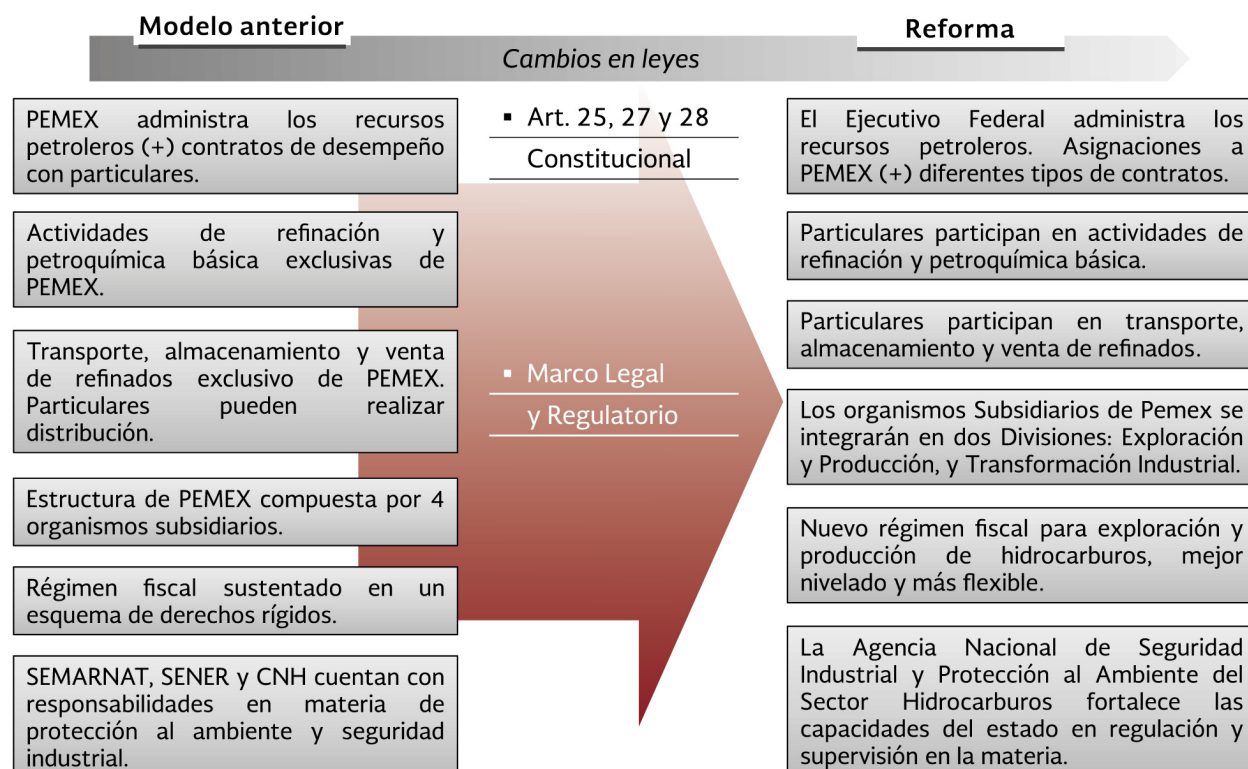 Modelo anterior
Reforma
Cambios en leyes
PEMEX administra los recursos
petroleros (+) contratos de desempeño
con particulares.
Actividades de refinación y
petroquímica básica exclusivas de
PEMEX.
Transporte, almacenamiento y venta
de refinados exclusivo de PEMEX.
Particulares pueden realizar
distribución.
Estructura de PEMEX compuesta por 4
organismos subsidiarios.
Régimen fiscal sustentado en un
esquema de derechos rígidos.
SEMARNAT, SENER y CNH cuentan con
responsabilidades en materia de
protección al ambiente y seguridad
industrial.
▪ Art. 25, 27 y 28
Constitucional
▪ Marco Legal
y Regulatorio
El Ejecutivo Federal administra los
recursos petroleros. Asignaciones a
PEMEX (+) diferentes tipos de contratos.
Particulares participan en actividades de
refinación y petroquímica básica.
Particulares participan en transporte,
almacenamiento y venta de refinados.
Los organismos Subsidiarios de Pemex se
integrarán en dos Divisiones: Exploración
y Producción, y Transformación Industrial.
Nuevo régimen fiscal para exploración y
producción de hidrocarburos, mejor
nivelado y más flexible.
La Agencia Nacional de Seguridad
Industrial y Protección al Ambiente del
Sector Hidrocarburos fortalece las
capacidades del estado en regulación y
supervisión en la materia.